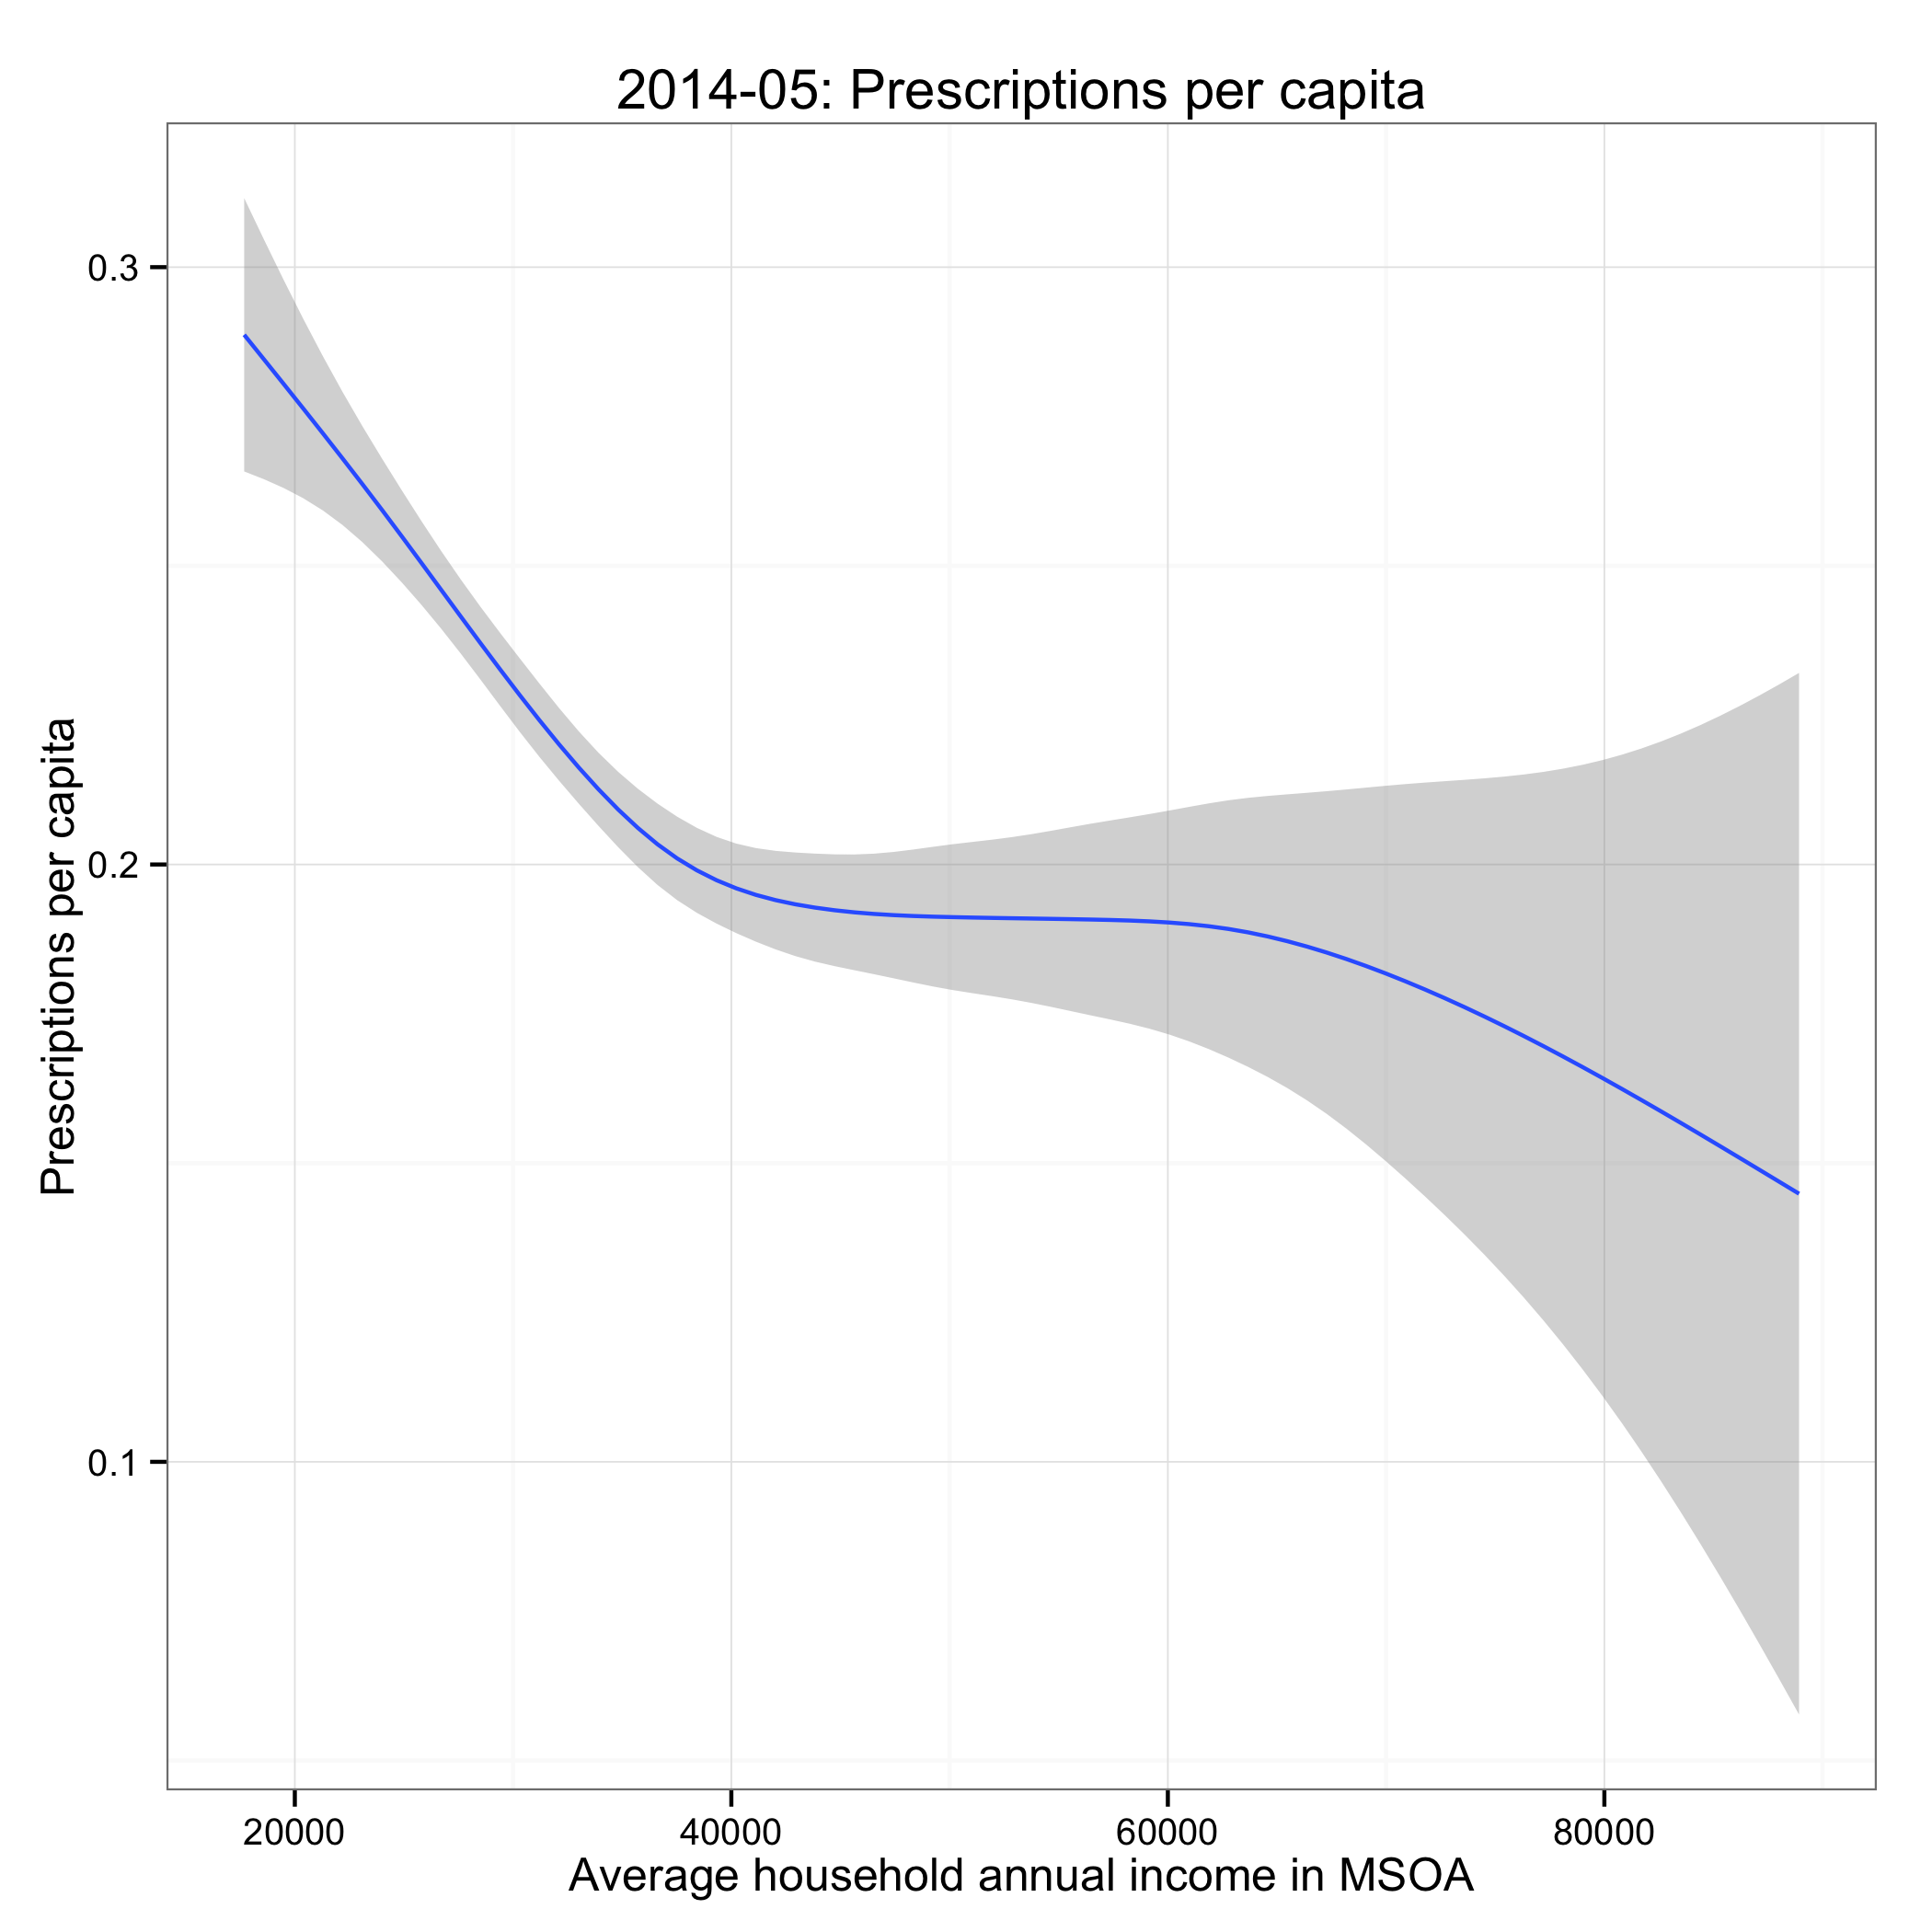 2014-05: Prescriptions per capita
Prescriptions per capita
0.3
0.2
0.1
20000 40000 60000 80000
Average household annual income in MSOA